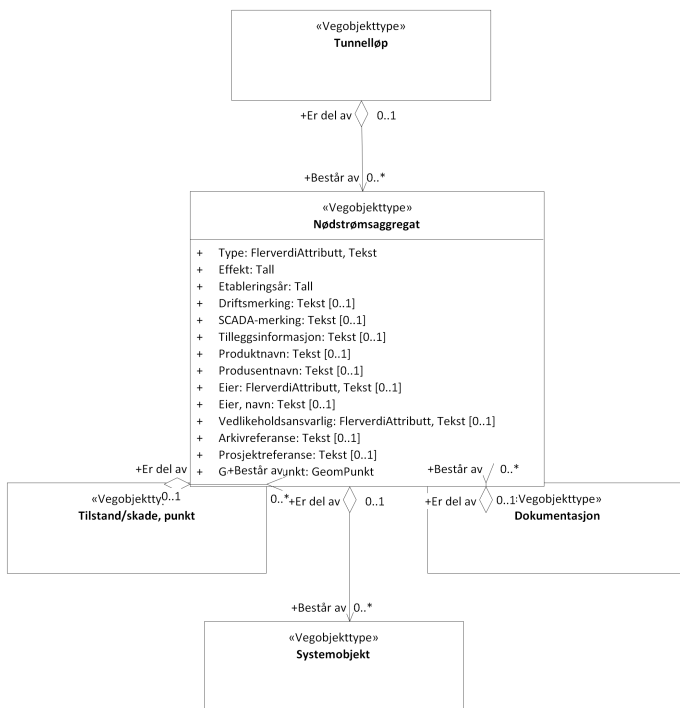 «Vegobjekttype»
Tunnelløp
+Er del av 0..1
+Består av 0..*
«Vegobjekttype»
Nødstrømsaggregat
+ Type: FlerverdiAttributt, Tekst
+ Effekt: Tall
+ Etableringsår: Tall
+ Driftsmerking: Tekst [0..1]
+ SCADA-merking: Tekst [0..1]
+ Tilleggsinformasjon: Tekst [0..1]
+ Produktnavn: Tekst [0..1]
+ Produsentnavn: Tekst [0..1]
+ Eier: FlerverdiAttributt, Tekst [0..1]
+ Eier, navn: Tekst [0..1]
+ Vedlikeholdsansvarlig: FlerverdiAttributt, Tekst [0..1]
+ Arkivreferanse: Tekst [0..1]
+ Prosjektreferanse: Tekst [0..1]
+ GeomPunkt
+Er del av
+Består av
+Består av 0..*
0..1
0..*
+Er del av 0..1
+Er del av 0..1
Tilstand/skade, punkt
Vegobjekttype»
Dokumentasjon
+Består av 0..*
«Vegobjekttype»
Systemobjekt